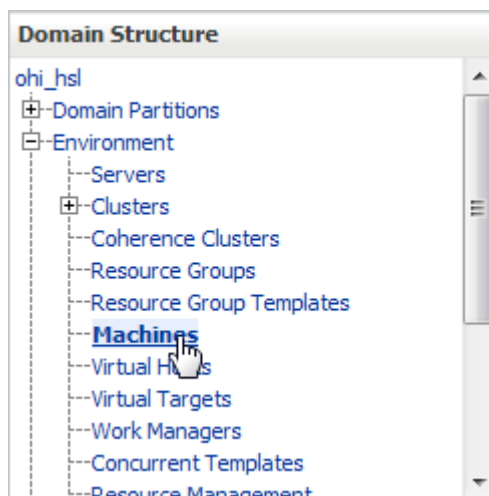 Domain Structure
ohi_hsl
Domain Partitions
Environment
Servers
Clusters
Coherence Clusters
Resource Groups
Resource Group Templates
Machines
Virtual Hosts
Virtual Targets
Work Managers
Concurrent Templates
Resource Management